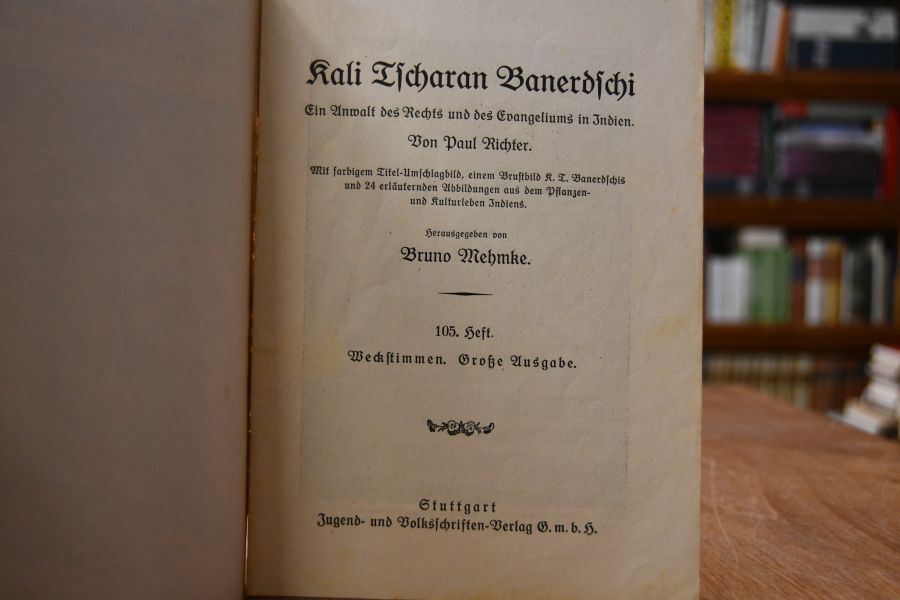 Kali Tscharan Banerdschi
Ein Anwalt des Rechts und des Evangeliums in Indien.
Von Paul Richter.
Mit farbigem Titel-Umschlagbild, einem Brustbild K. T. Banerdschis
und 24 erläuternden Abbildungen aus dem Pflanzen-
und Kulturleben Indiens.
Herausgegeben von
Bruno Mehmke.
105. Heft.
Weckstimmen. Große Ausgabe.
Stuttgart
Jugend- und Volksschriften-Verlag G. m. b. H.